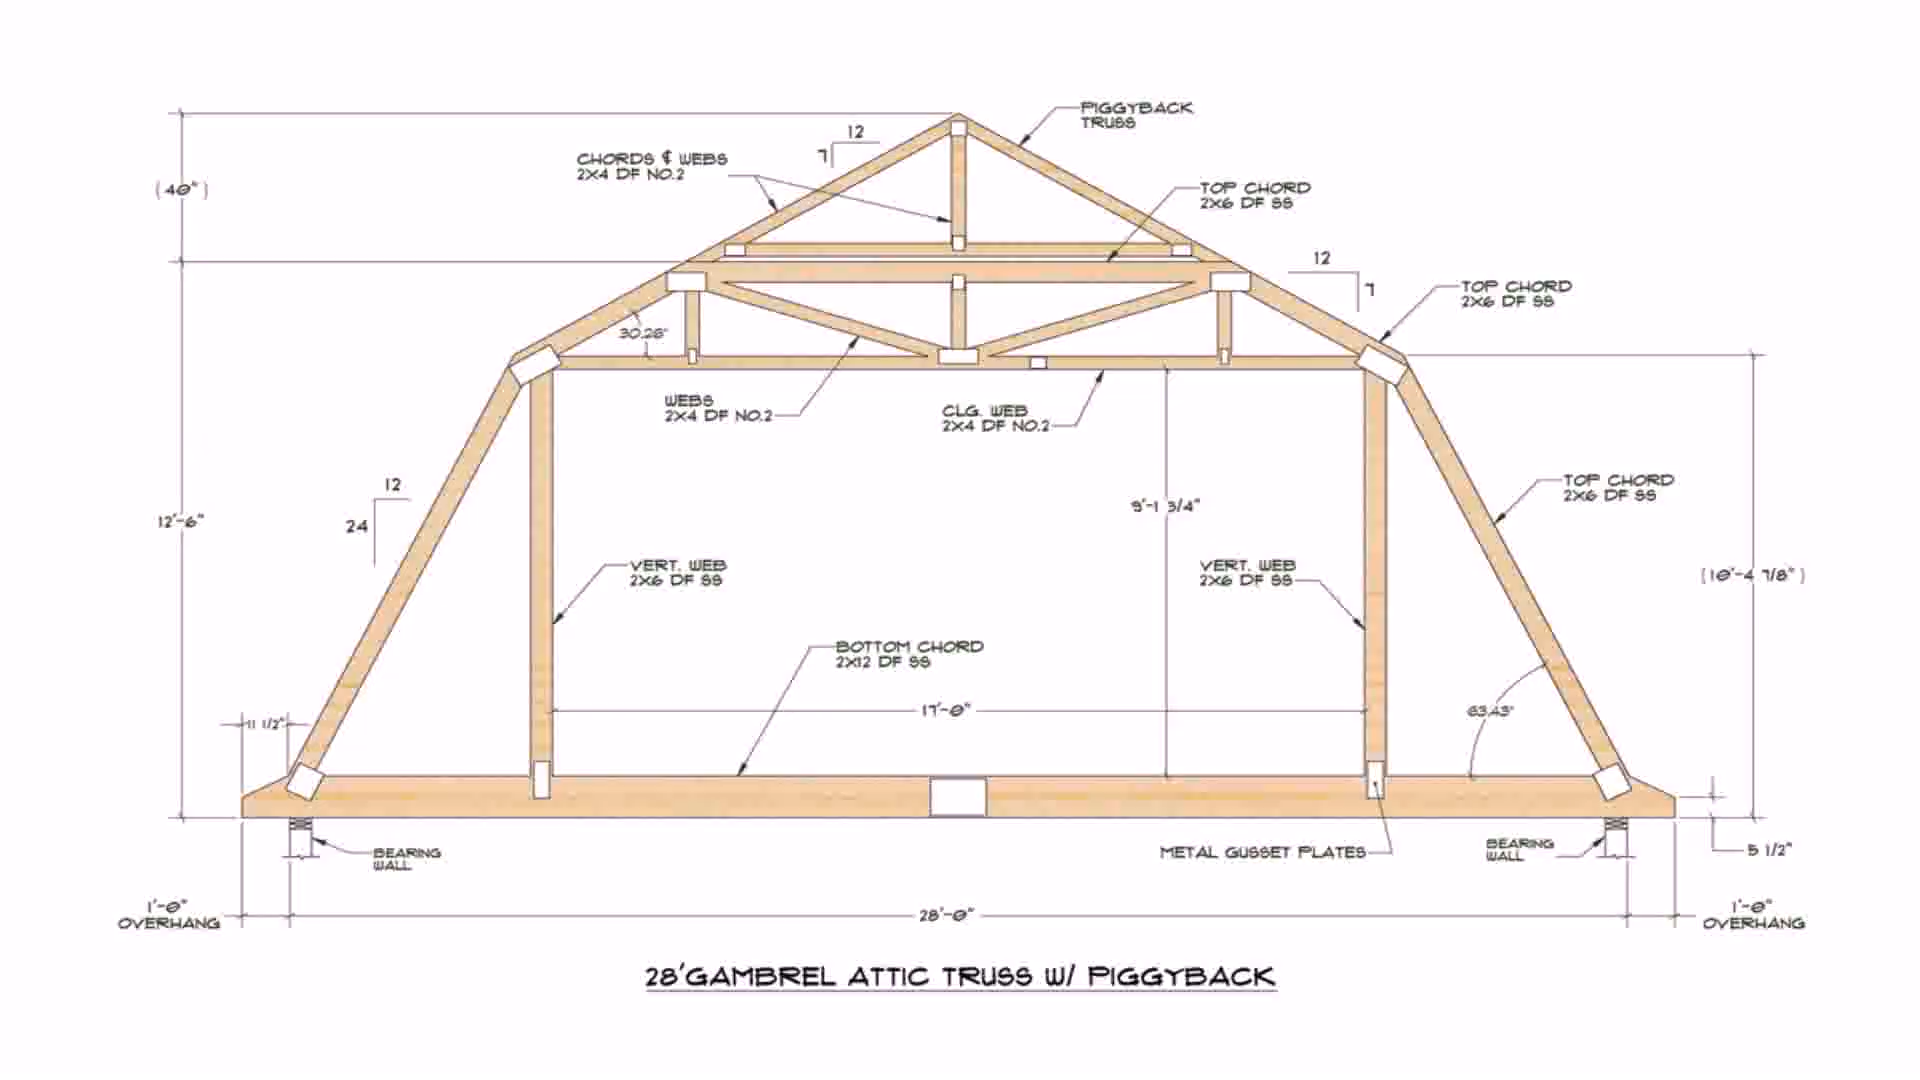 PIGGYBACK
TRUSS
12
7
CHORDS & WEBS
2X4 DF NO.2
(40")
TOP CHORD
2X6 DF SS
12
7
TOP CHORD
2X6 DF SS
30.26°
WEBS
2X4 DF NO.2
CLG. WEB
2X4 DF NO.2
12
24
12'-6"
9'-1 3/4"
TOP CHORD
2X6 DF SS
VERT. WEB
2X6 DF SS
VERT. WEB
2X6 DF SS
(10'-4 7/8")
BOTTOM CHORD
2X12 DF SS
11 1/2"
17'-0"
63.43°
BEARING
WALL
METAL GUSSET PLATES
BEARING
WALL
5 1/2"
1'-0"
OVERHANG
28'-0"
1'-0"
OVERHANG
28'GAMBREL ATTIC TRUSS W/ PIGGYBACK